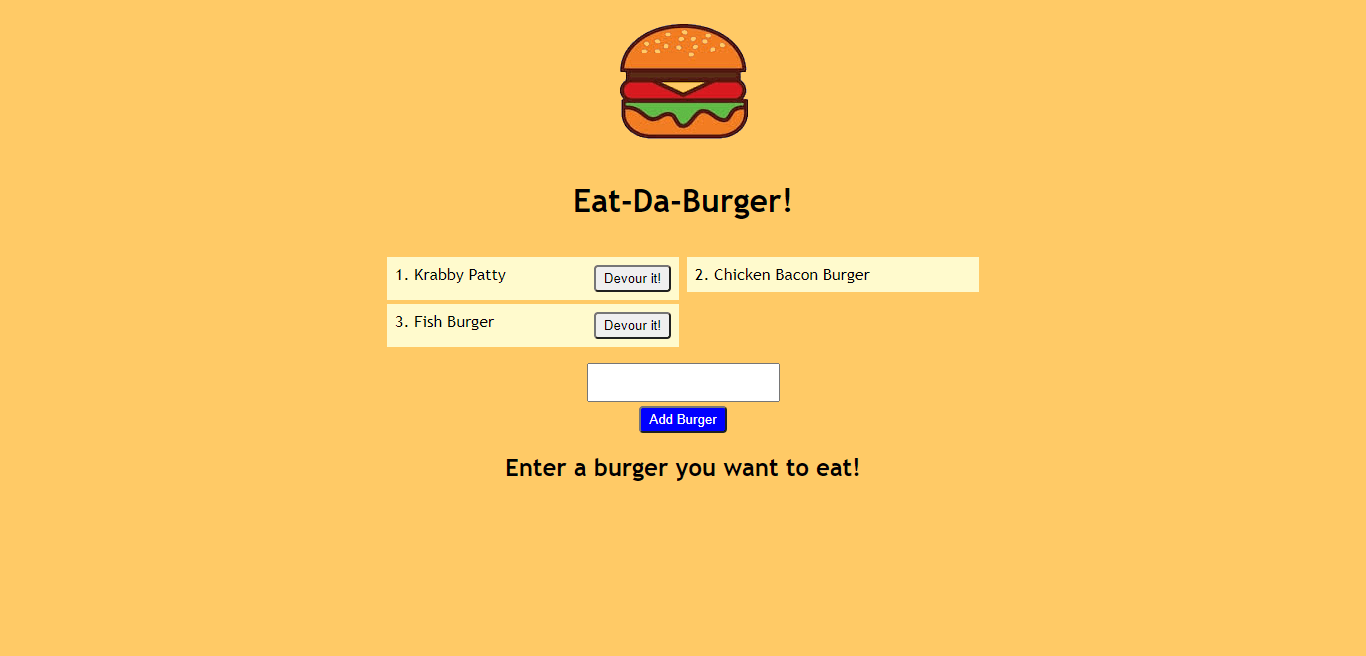 Eat-Da-Burger!
1. Krabby Patty Devour it!
2. Chicken Bacon Burger
3. Fish Burger Devour it!
Add Burger
Enter a burger you want to eat!